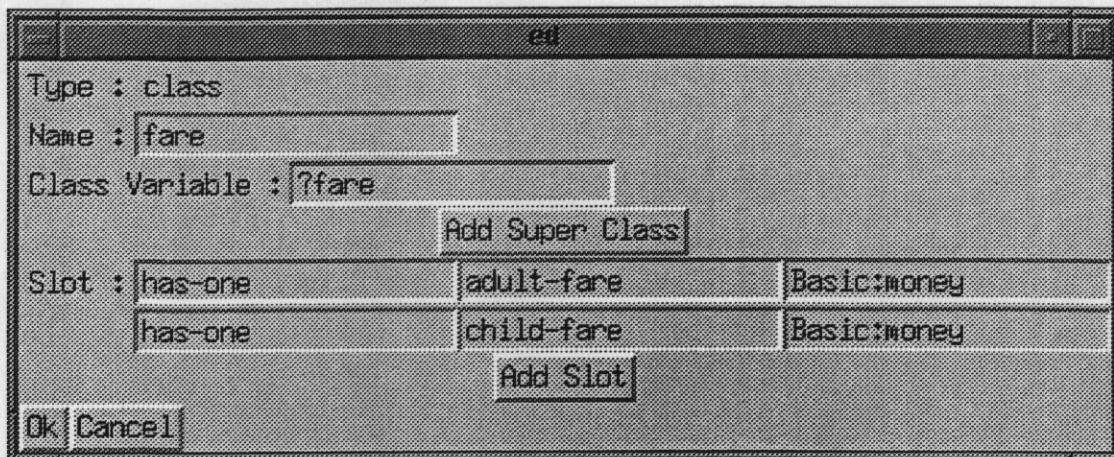 ed
Type : class
Name : fare
Class Variable : ?fare
Add Super Class
Slot : has-one adult-fare Basic:money
has-one child-fare Basic:money
Add Slot
Ok Cancel